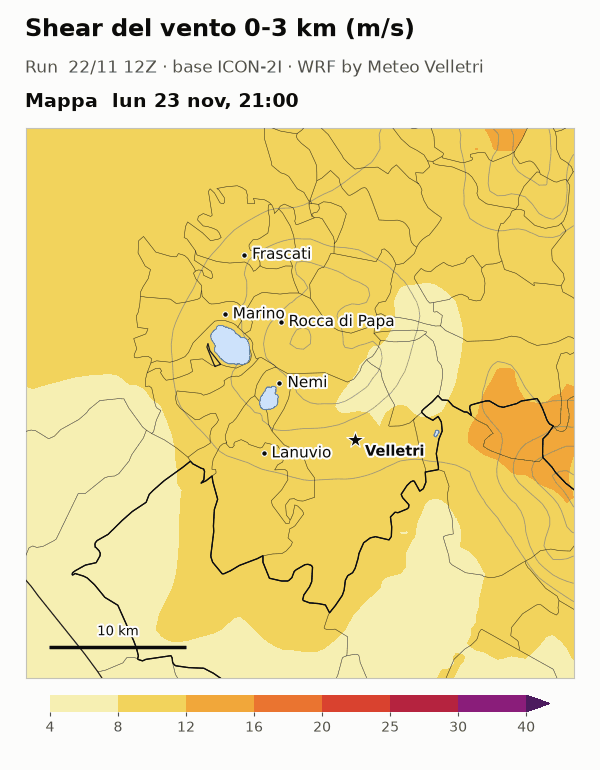 Shear del vento 0-3 km (m/s)
Run  22/11 12Z · base ICON-2I · WRF by Meteo Velletri
Mappa  lun 23 nov, 21:00
Frascati
Marino
Rocca di Papa
Nemi
Velletri
Lanuvio
10 km
4 8 12 16 20 25 30 40